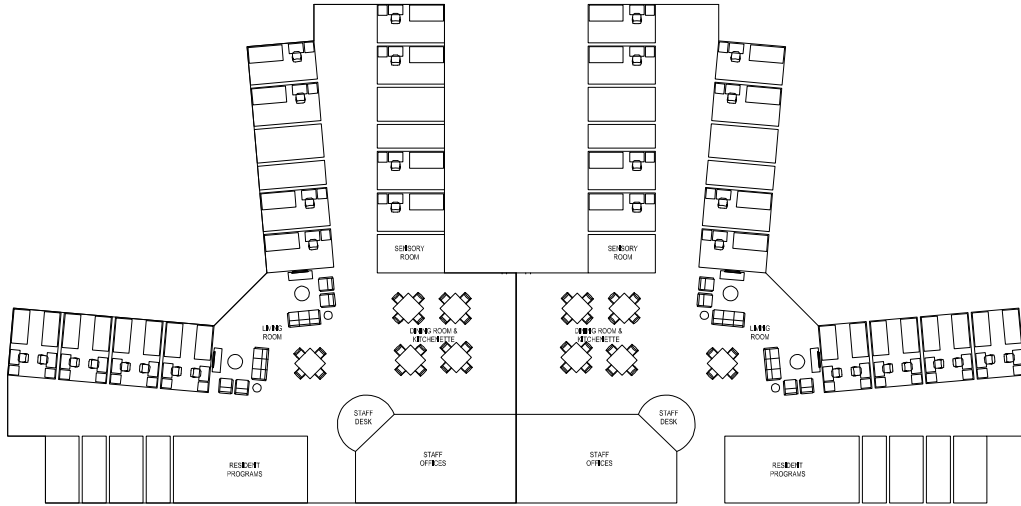 SENSORY
ROOM
SENSORY
ROOM
LIVING
ROOM
DINING ROOM &
KITCHENETTE
DINING ROOM &
KITCHENETTE
LIVING
ROOM
STAFF
DESK
STAFF
DESK
STAFF
OFFICES
STAFF
OFFICES
RESIDENT
PROGRAMS
RESIDENT
PROGRAMS